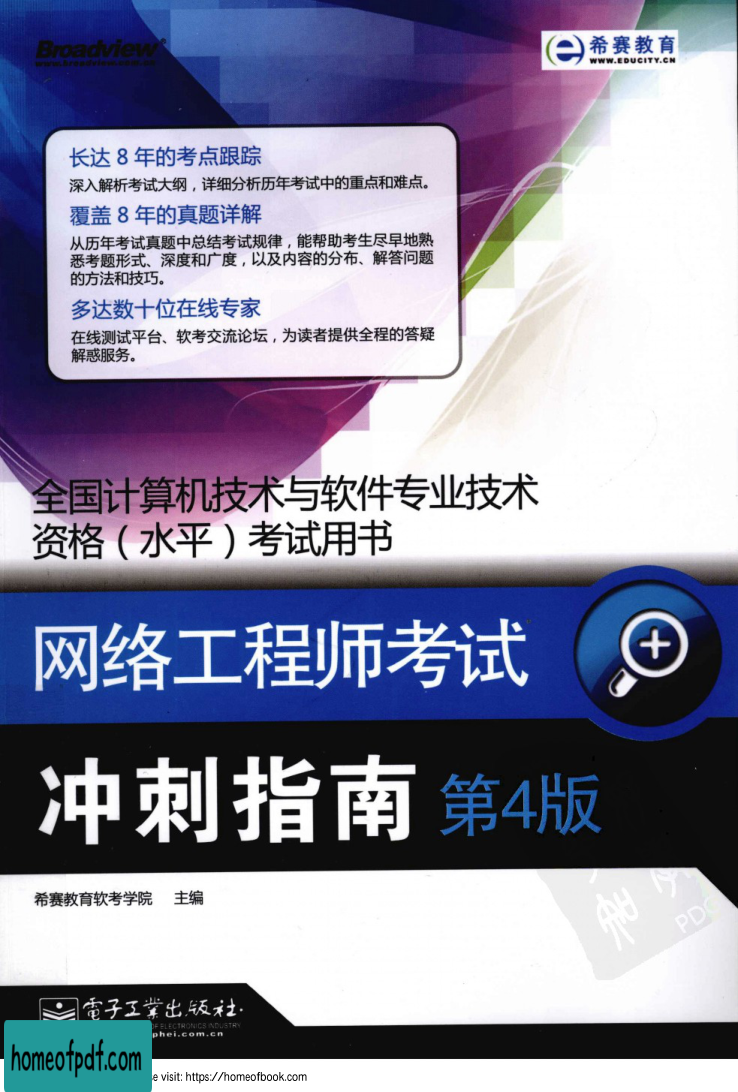 Broadview
www.broadview.com.cn
希赛教育
WWW.EDUCITY.CN
长达 8 年的考点跟踪
深入解析考试大纲，详细分析历年考试中的重点和难点。
覆盖 8 年的真题详解
从历年考试真题中总结考试规律，能帮助考生尽早地熟
悉考题形式、深度和广度，以及内容的分布、解答问题
的方法和技巧。
多达数十位在线专家
在线测试平台、软考交流论坛，为读者提供全程的答疑
解惑服务。
全国计算机技术与软件专业技术
资格（水平）考试用书
网络工程师考试
冲刺指南 第4版
希赛教育软考学院 主编
電子工業出版社
OF ELECTRONICS INDUSTRY
phei.com.cn
homeofpdf.com
se visit: https://homeofbook.com